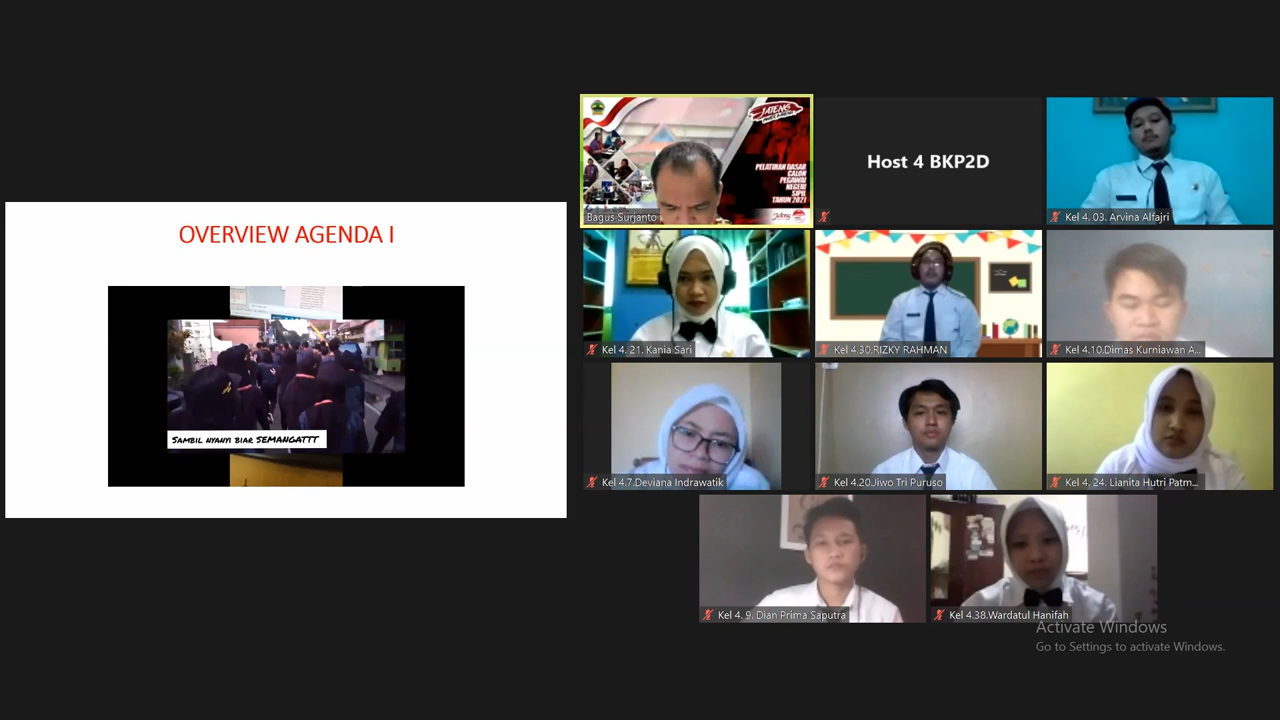 OVERVIEW AGENDA I
SAMBIL NYANYI BIAR SEMANGATTT
JATENG
PELATIHAN DASAR
CALON
PEGAWAI
NEGERI
SIPIL
TAHUN 2021
Jateng
Bagus Surjanto
Host 4 BKP2D
Kel 4. 03. Arvina Alfajri
Kel 4. 21. Kania Sari
Kel 4.30.RIZKY RAHMAN
Kel 4.10.Dimas Kurniawan A...
Kel 4.7.Deviana Indrawatik
Kel 4.20.Jiwo Tri Puruso
Kel 4. 24. Lianita Hutri Patm...
Kel 4. 9. Dian Prima Saputra
Kel 4.38.Wardatul Hanifah
Activate Windows
Go to Settings to activate Windows.